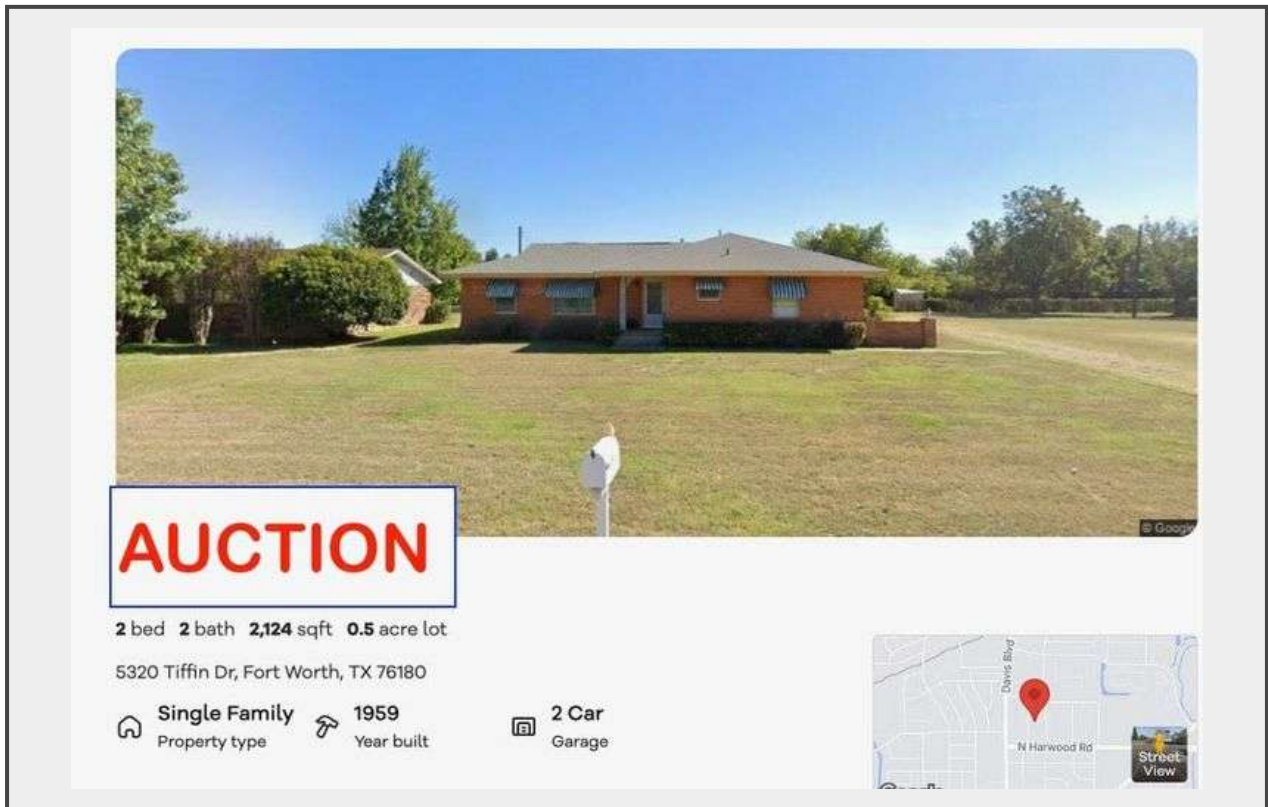 © Google
AUCTION
2 bed 2 bath 2,124 sqft 0.5 acre lot
5320 Tiffin Dr, Fort Worth, TX 76180
Single Family
Property type
1959
Year built
2 Car
Garage
Davis Blvd
N Harwood Rd
Street
View